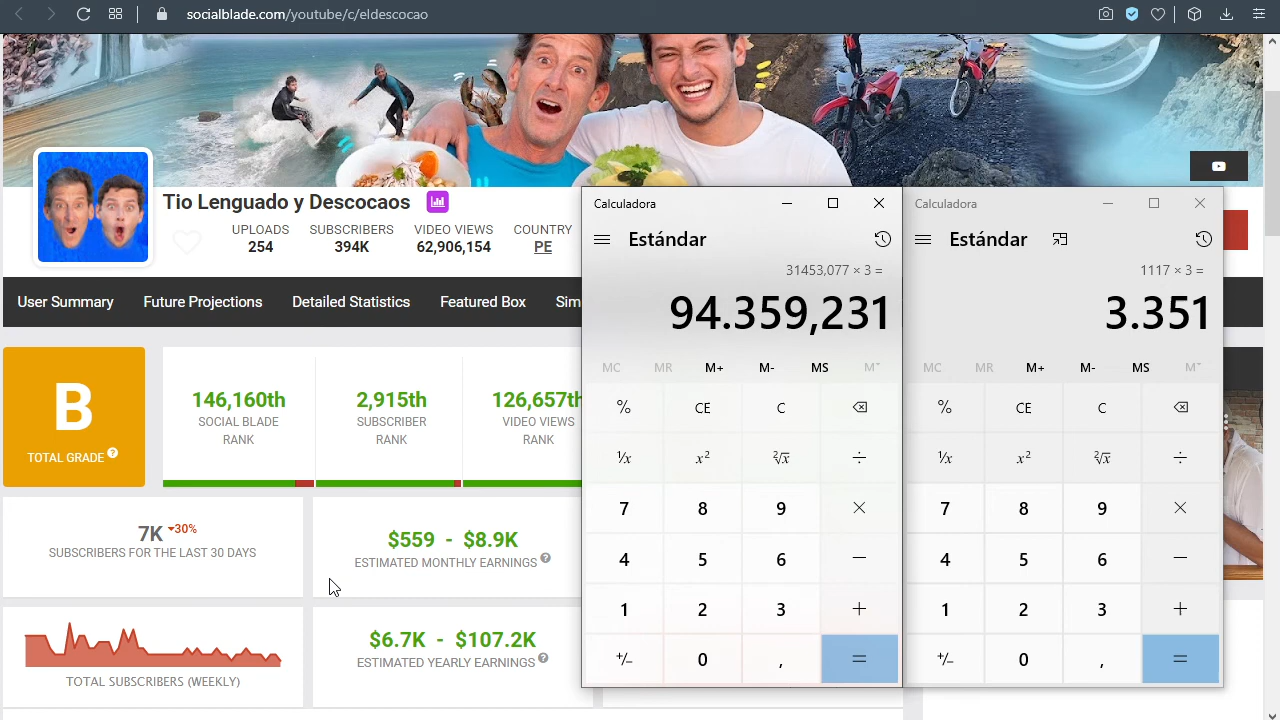 socialblade.com/youtube/c/eldescocao
Tio Lenguado y Descocaos
UPLOADS
254
SUBSCRIBERS
394K
VIDEO VIEWS
62,906,154
COUNTRY
PE
User Summary
Future Projections
Detailed Statistics
Featured Box
Sim
B
TOTAL GRADE ?
146,160th
SOCIAL BLADE
RANK
2,915th
SUBSCRIBER
RANK
126,657th
VIDEO VIEWS
RANK
7K 30%
SUBSCRIBERS FOR THE LAST 30 DAYS
$559 - $8.9K
ESTIMATED MONTHLY EARNINGS ?
TOTAL SUBSCRIBERS (WEEKLY)
$6.7K - $107.2K
ESTIMATED YEARLY EARNINGS ?
Calculadora
Estándar
31453,077 × 3 =
94.359,231
MC MR M+ M- MS M˅
% CE C
⅟x x² ²√x ÷
7 8 9 ×
4 5 6 −
1 2 3 +
+/- 0 , =
Calculadora
Estándar
1117 × 3 =
3.351
MC MR M+ M- MS M˅
% CE C
⅟x x² ²√x ÷
7 8 9 ×
4 5 6 −
1 2 3 +
+/- 0 , =